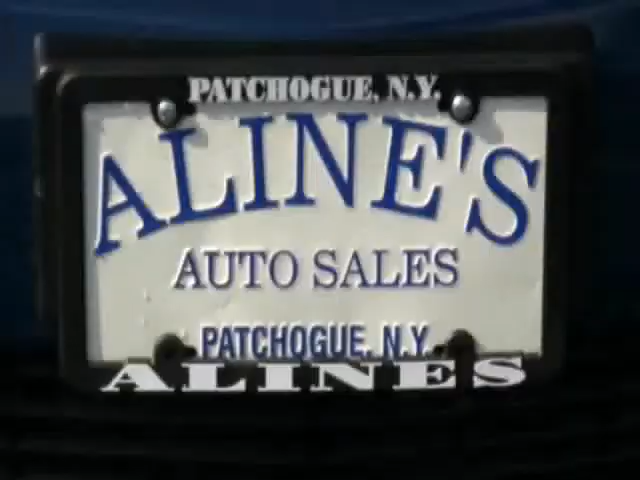 PATCHOGUE, N.Y.
ALINE'S
AUTO SALES
PATCHOGUE, N.Y.
ALINES